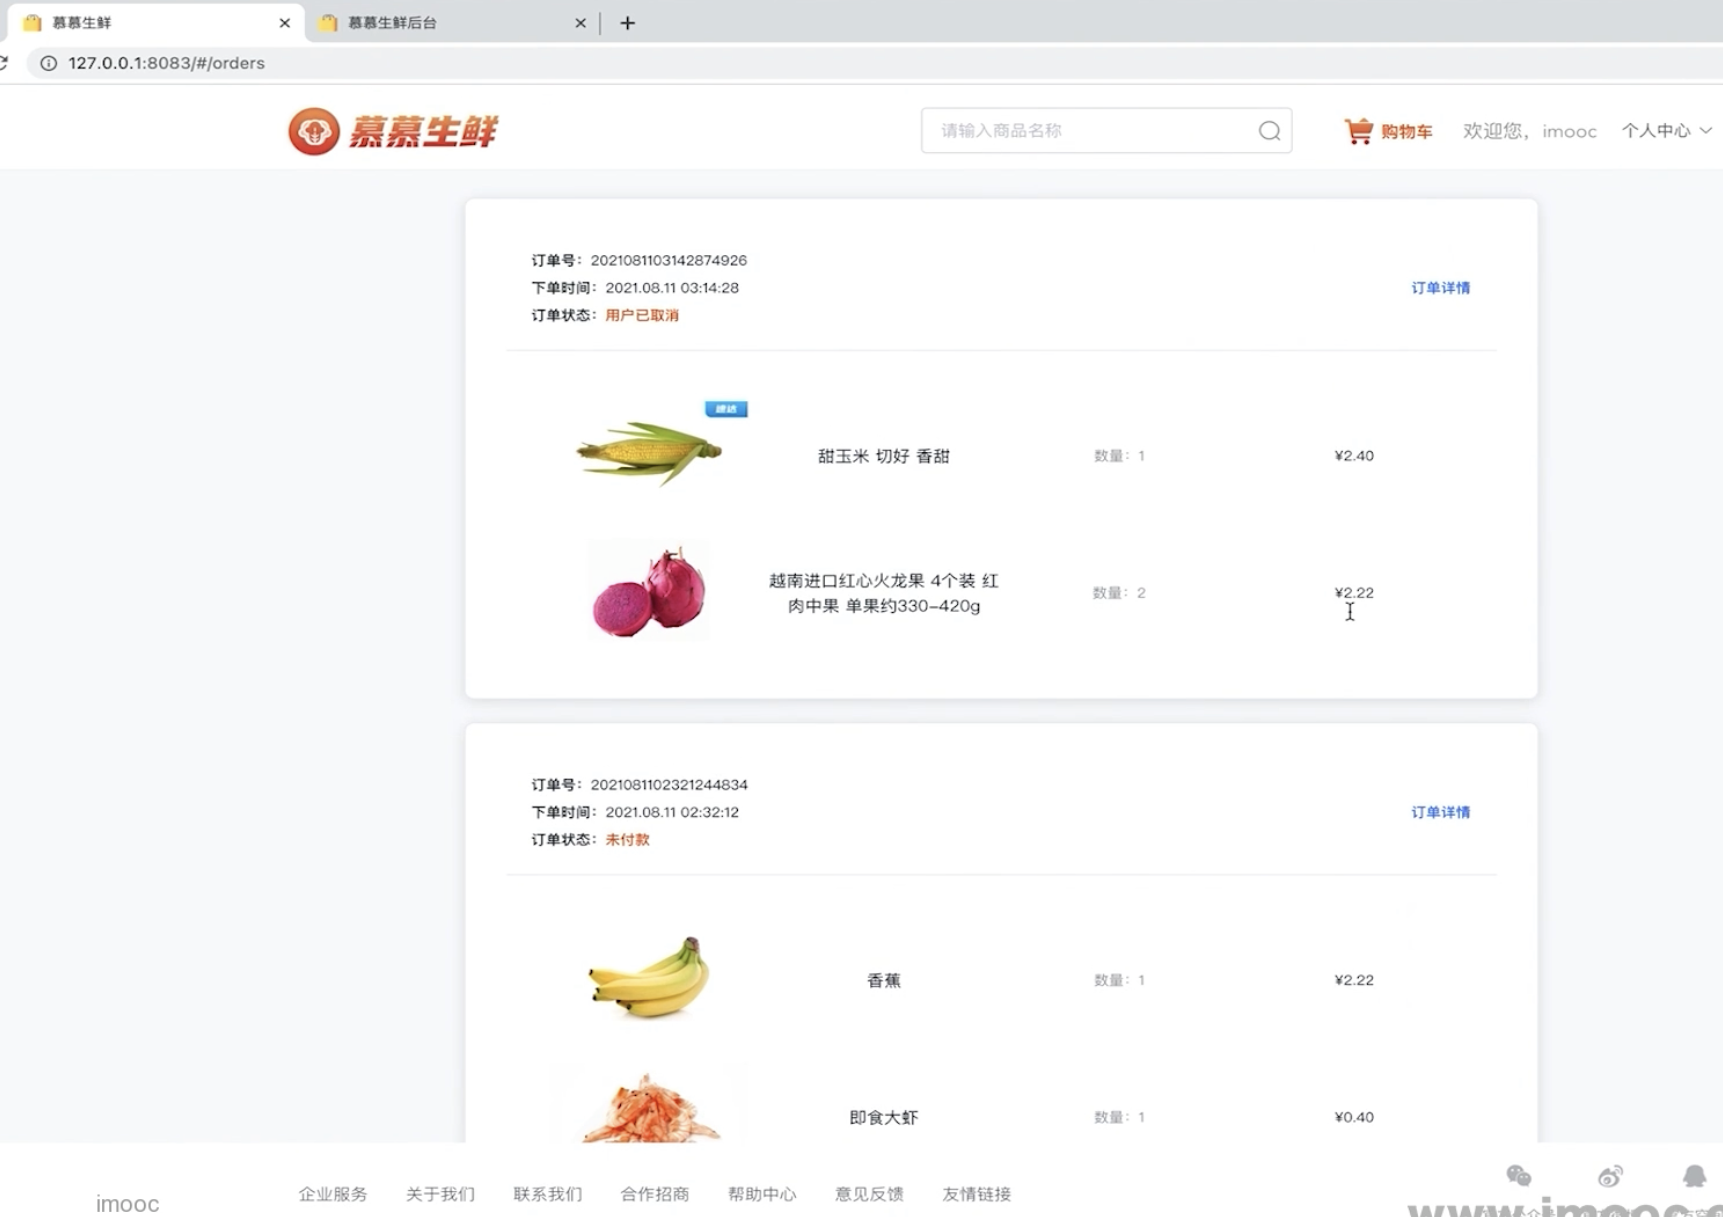 慕慕生鲜
慕慕生鲜后台
127.0.0.1:8083/#/orders
慕慕生鲜
请输入商品名称
购物车
欢迎您， imooc
个人中心
订单号： 2021081103142874926
下单时间： 2021.08.11 03:14:28
订单详情
订单状态： 用户已取消
速达
甜玉米 切好 香甜
数量： 1
¥2.40
越南进口红心火龙果 4个装 红
肉中果 单果约330-420g
数量： 2
¥2.22
订单号： 2021081102321244834
下单时间： 2021.08.11 02:32:12
订单详情
订单状态： 未付款
香蕉
数量： 1
¥2.22
即食大虾
数量： 1
¥0.40
imooc
企业服务
关于我们
联系我们
合作招商
帮助中心
意见反馈
友情链接